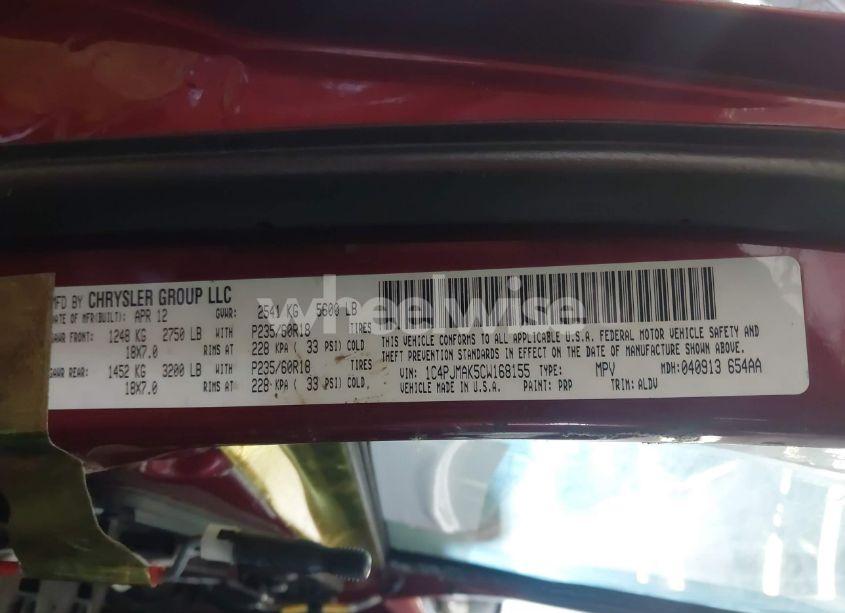 MFD BY CHRYSLER GROUP LLC
DATE OF MFR(BUILT): APR 12 GVWR: 2541 KG 5600 LB
GAWR FRONT: 1248 KG 2750 LB WITH P235/60R18 TIRES
18X7.0 RIMS AT 228 KPA ( 33 PSI) COLD,
GAWR REAR: 1452 KG 3200 LB WITH P235/60R18 TIRES
18X7.0 RIMS AT 228 KPA ( 33 PSI) COLD,
THIS VEHICLE CONFORMS TO ALL APPLICABLE U.S.A. FEDERAL MOTOR VEHICLE SAFETY AND
THEFT PREVENTION STANDARDS IN EFFECT ON THE DATE OF MANUFACTURE SHOWN ABOVE.
VIN: 1C4PJMAK5CW168155 TYPE: MPV MDH: 040913 654AA
VEHICLE MADE IN U.S.A. PAINT: PRP TRIM: ALDV
wheelwise